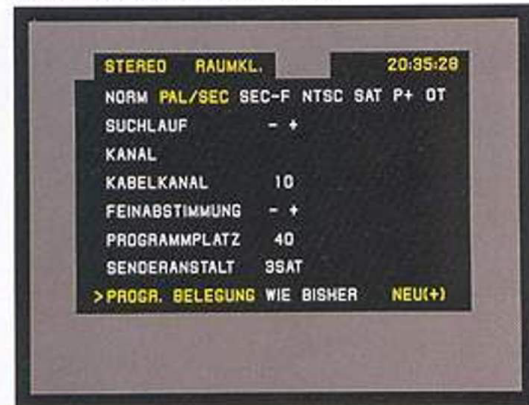 STEREO RAUMKL. 20:35:28
NORM PAL/SEC SEC-F NTSC SAT P+ OT
SUCHLAUF - +
KANAL
KABELKANAL 10
FEINABSTIMMUNG - +
PROGRAMMPLATZ 40
SENDERANSTALT 3SAT
>PROGR. BELEGUNG WIE BISHER NEU(+)